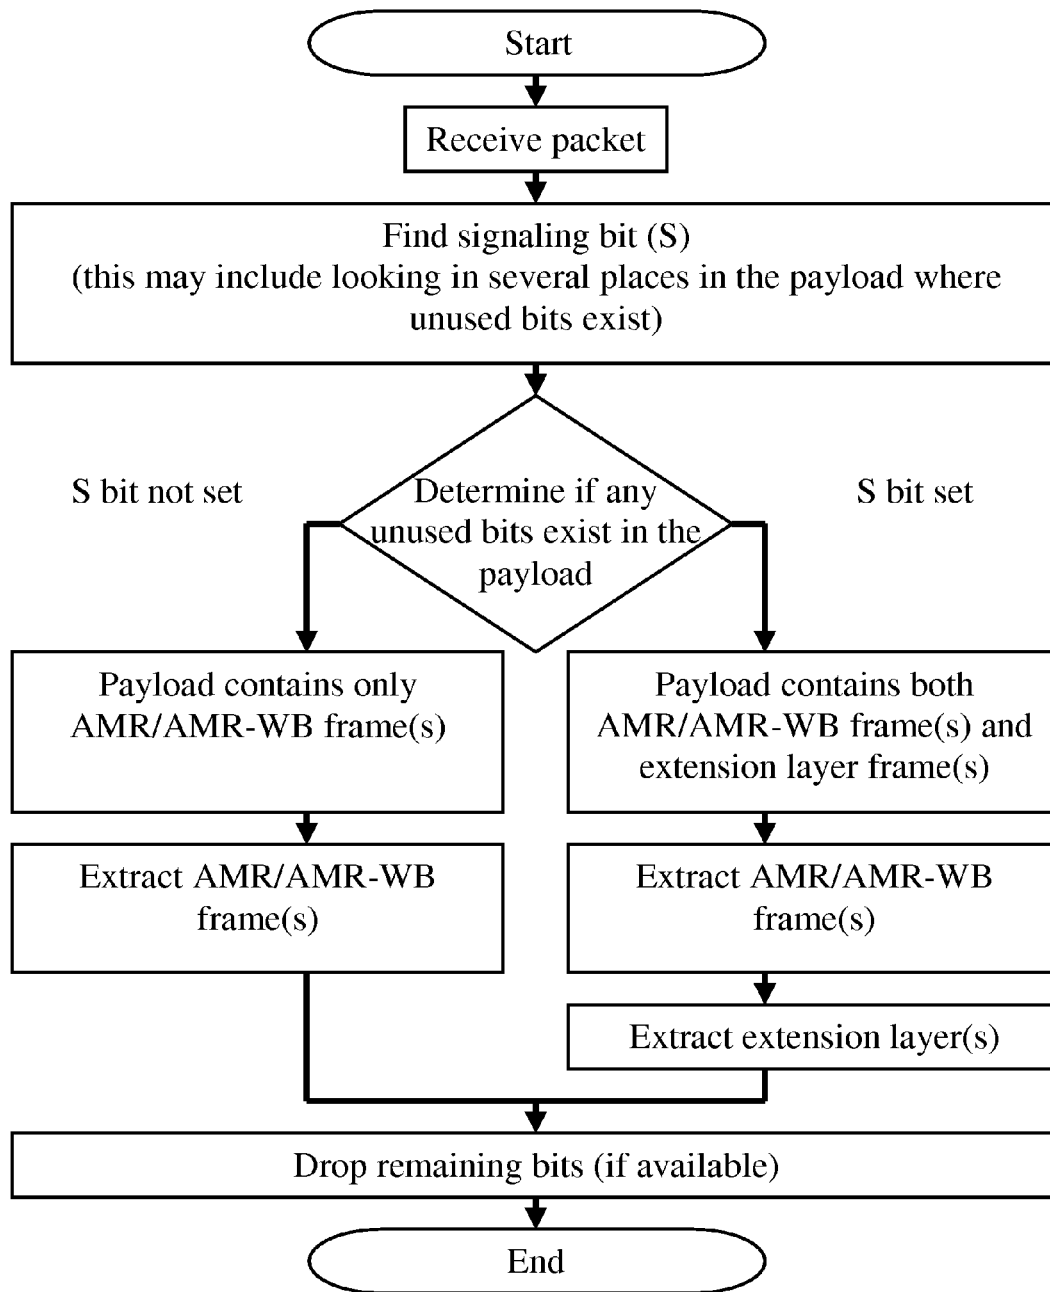 Start
Receive packet
Find signaling bit (S)
(this may include looking in several places in the payload where
unused bits exist)
S bit not set
Determine if any
unused bits exist in the
payload
S bit set
Payload contains only
AMR/AMR-WB frame(s)
Payload contains both
AMR/AMR-WB frame(s) and
extension layer frame(s)
Extract AMR/AMR-WB
frame(s)
Extract AMR/AMR-WB
frame(s)
Extract extension layer(s)
Drop remaining bits (if available)
End